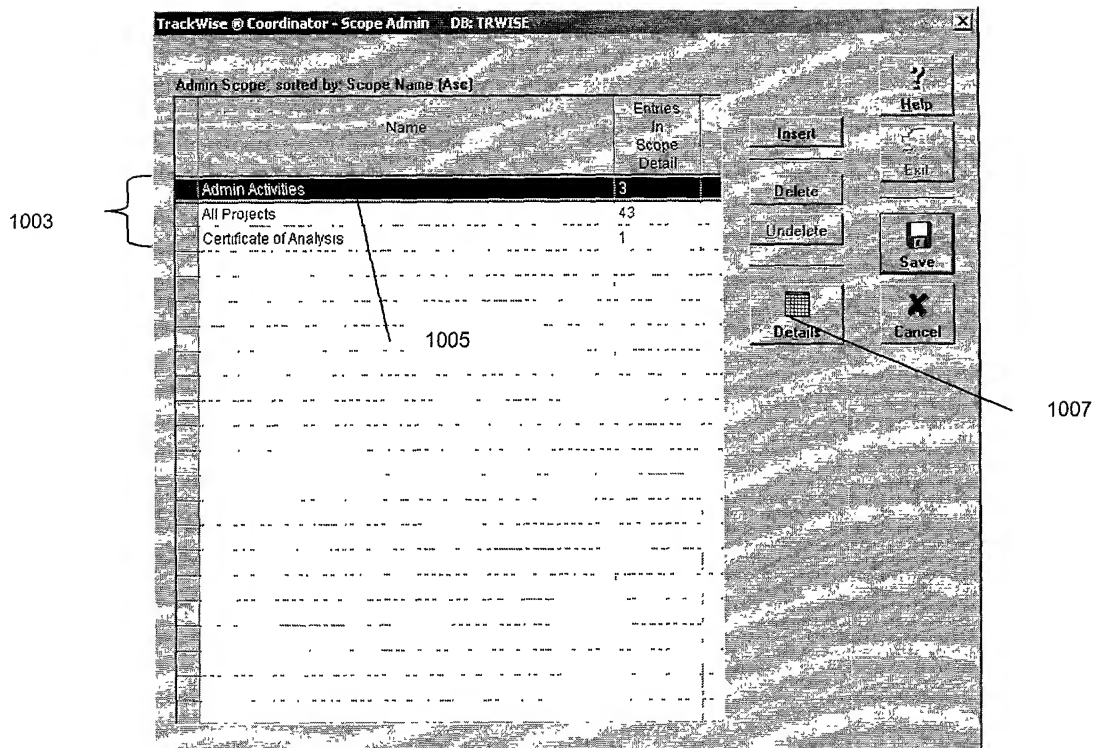 TrackWise ® Coordinator - Scope Admin DB: TRWISE
Admin Scope, sorted by: Scope Name [Asc]
Name
Entries
In
Scope
Detail
Admin Activities 3
All Projects 43
Certificate of Analysis 1
Insert
Delete
Undelete
Details
Help
Exit
Save
Cancel
1003
1005
1007